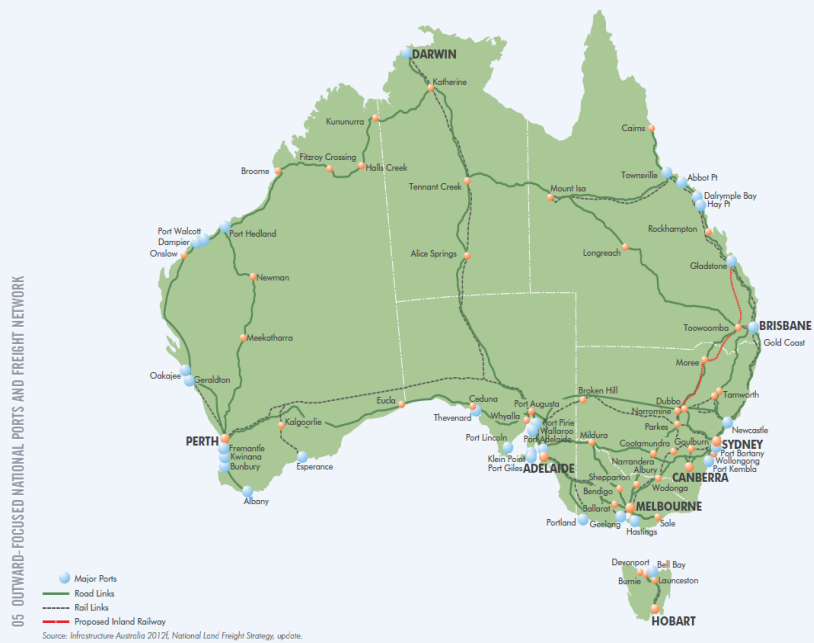 DARWIN
Katherine
Kununurra
Cairns
Fitzroy Crossing
Halls Creek
Broome
Townsville
Abbot Pt
Tennant Creek
Mount Isa
Dalrymple Bay
Hay Pt
Port Walcott
Port Hedland
Dampier
Rockhampton
Onslow
Alice Springs
Longreach
Gladstone
Newman
Toowoomba
BRISBANE
Meekatharra
Gold Coast
Moree
Oakajee
Geraldton
Broken Hill
Tamworth
Eucla
Ceduna
Port Augusta
Dubbo
Thevenard
Whyalla
Port Pirie
Narromine
Kalgoorlie
Wallaroo
Parkes
Newcastle
PERTH
Port Lincoln
Port Adelaide
Mildura
Cootamundra
Goulburn
SYDNEY
Fremantle
Port Bortany
Kwinana
Klein Point
Narrandera
Wollongong
Bunbury
Esperance
Port Giles
ADELAIDE
Albury
Port Kembla
Shepparton
CANBERRA
Bendigo
Wodonga
Albany
Ballarat
MELBOURNE
Portland
Geelong
Sale
Hastings
Devonport
Bell Bay
Burnie
Launceston
HOBART
05 OUTWARD-FOCUSED NATIONAL PORTS AND FREIGHT NETWORK
Major Ports
Road Links
Rail Links
Proposed Inland Railway
Source: Infrastructure Australia 2012f, National Land Freight Strategy, update.